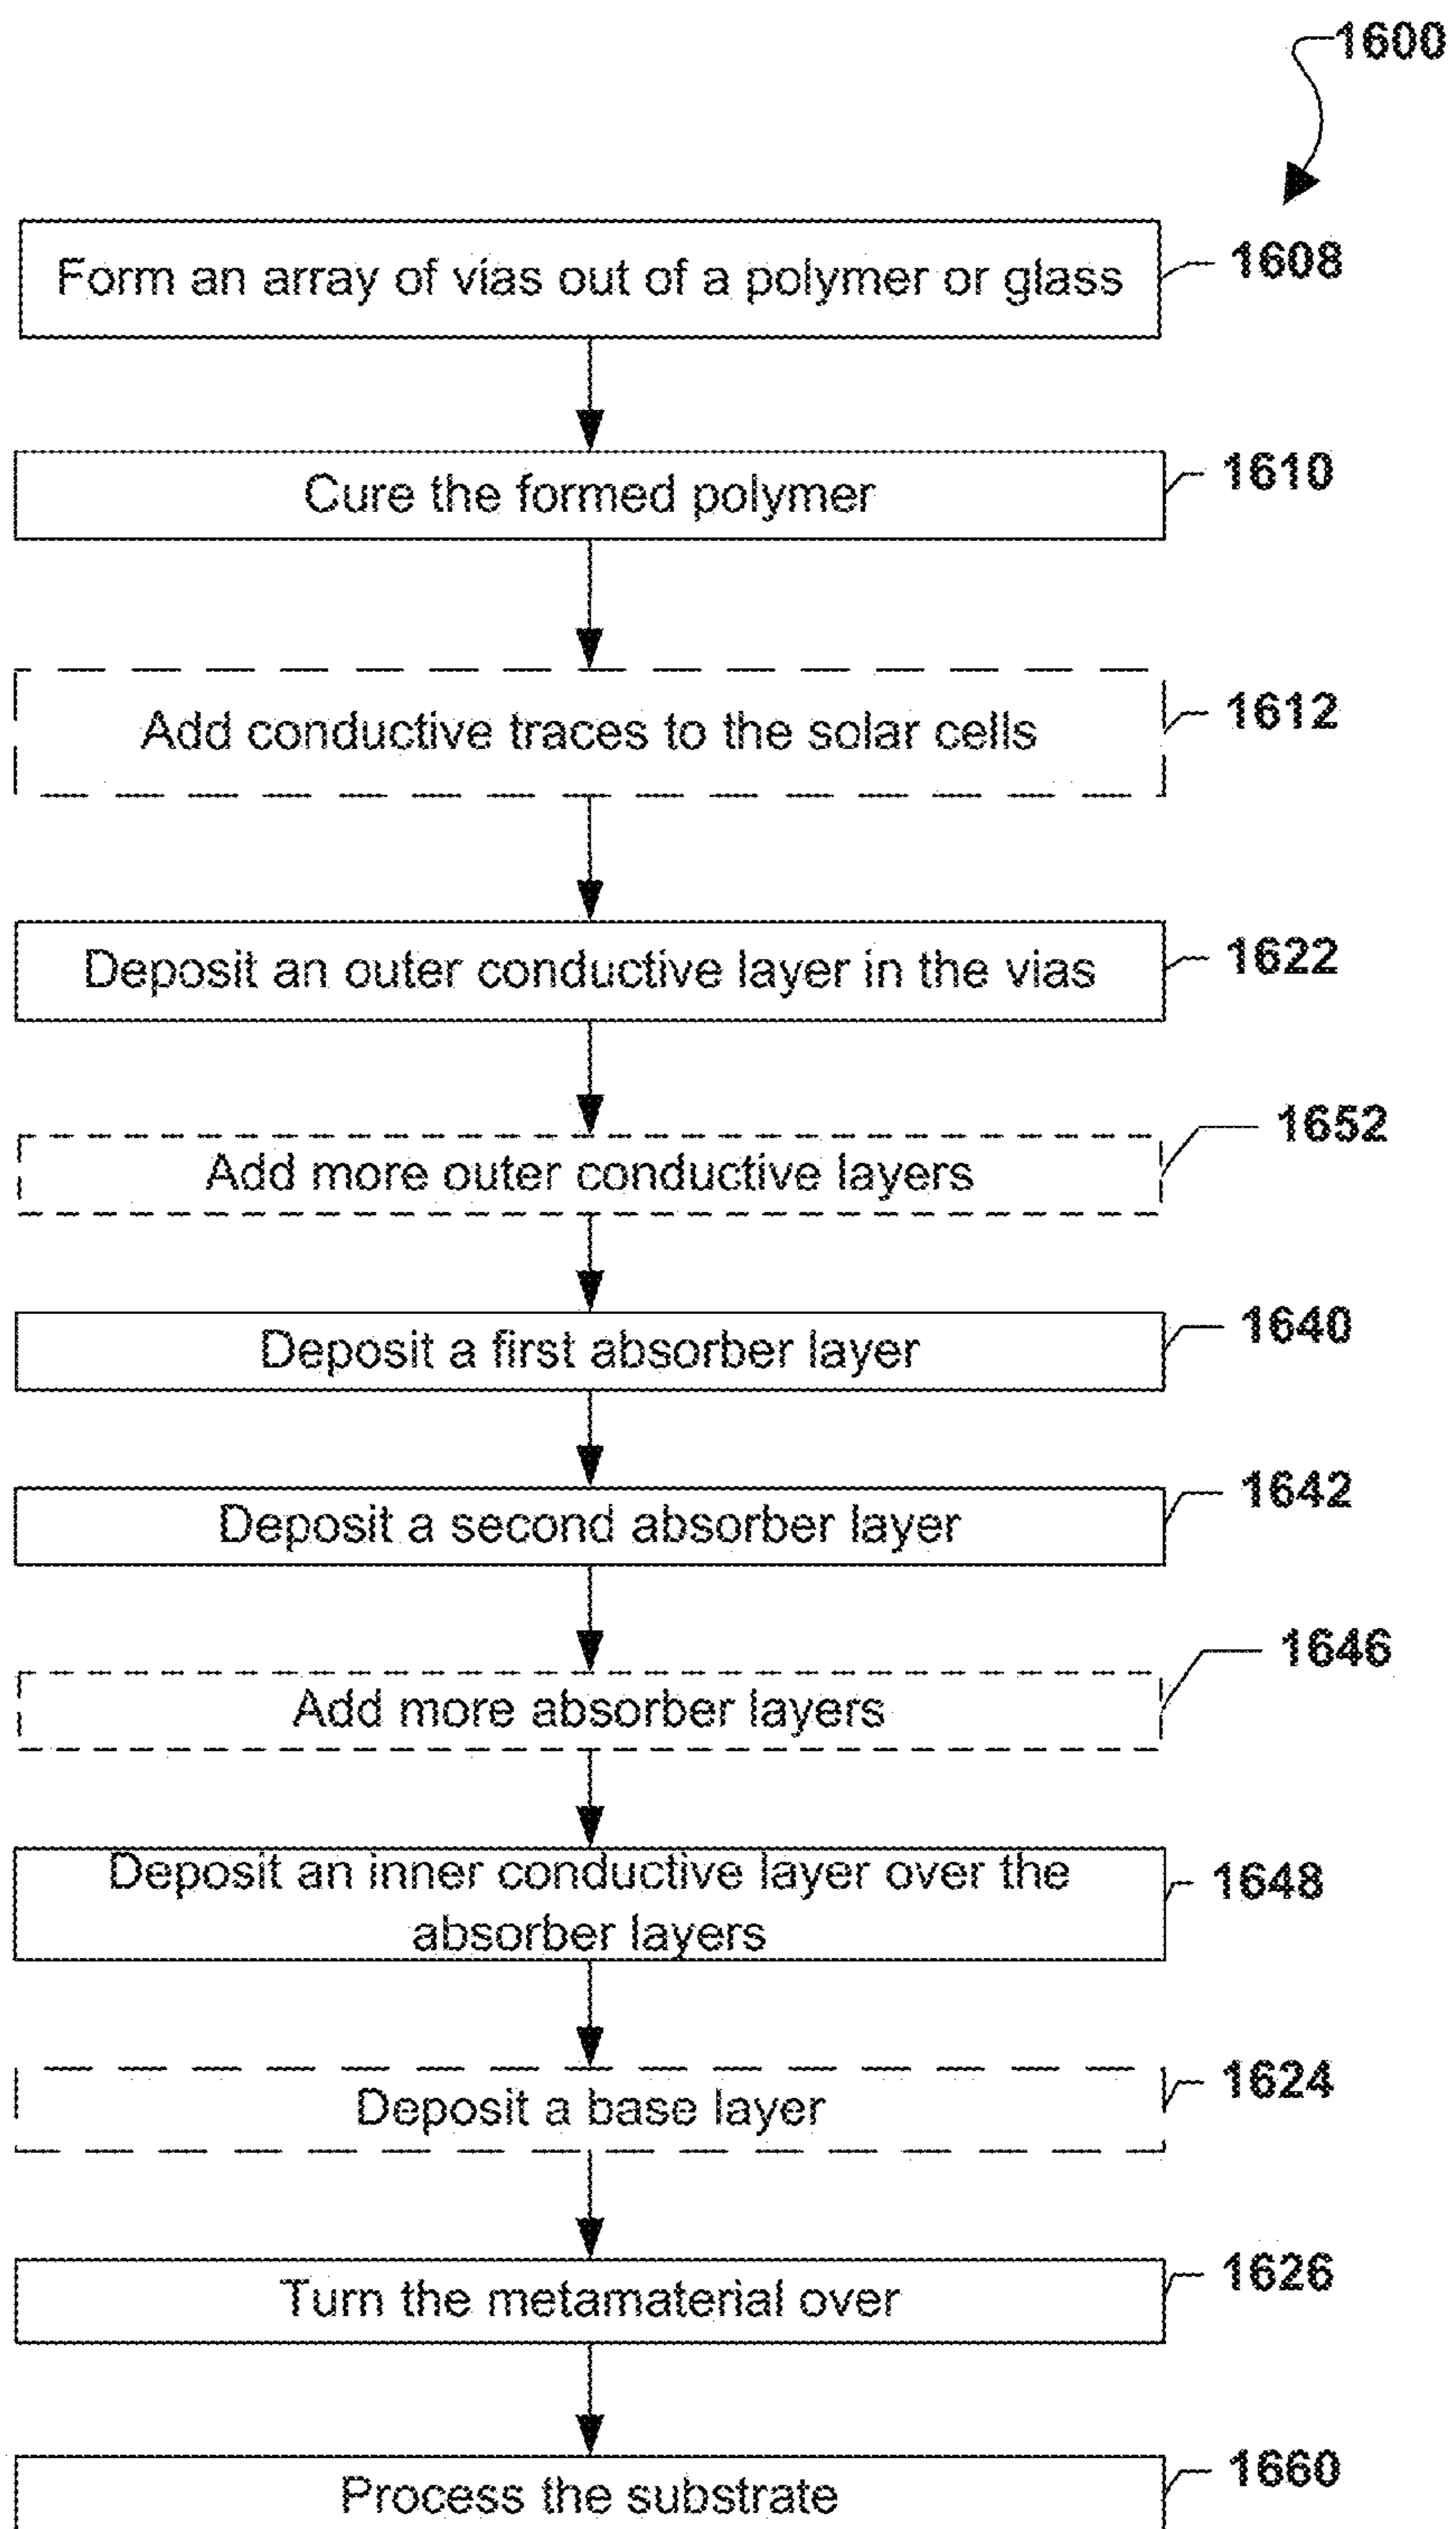 1600
Form an array of vias out of a polymer or glass
1608
Cure the formed polymer
1610
Add conductive traces to the solar cells
1612
Deposit an outer conductive layer in the vias
1622
Add more outer conductive layers
1652
Deposit a first absorber layer
1640
Deposit a second absorber layer
1642
Add more absorber layers
1646
Deposit an inner conductive layer over the
absorber layers
1648
Deposit a base layer
1624
Turn the metamaterial over
1626
Process the substrate
1660